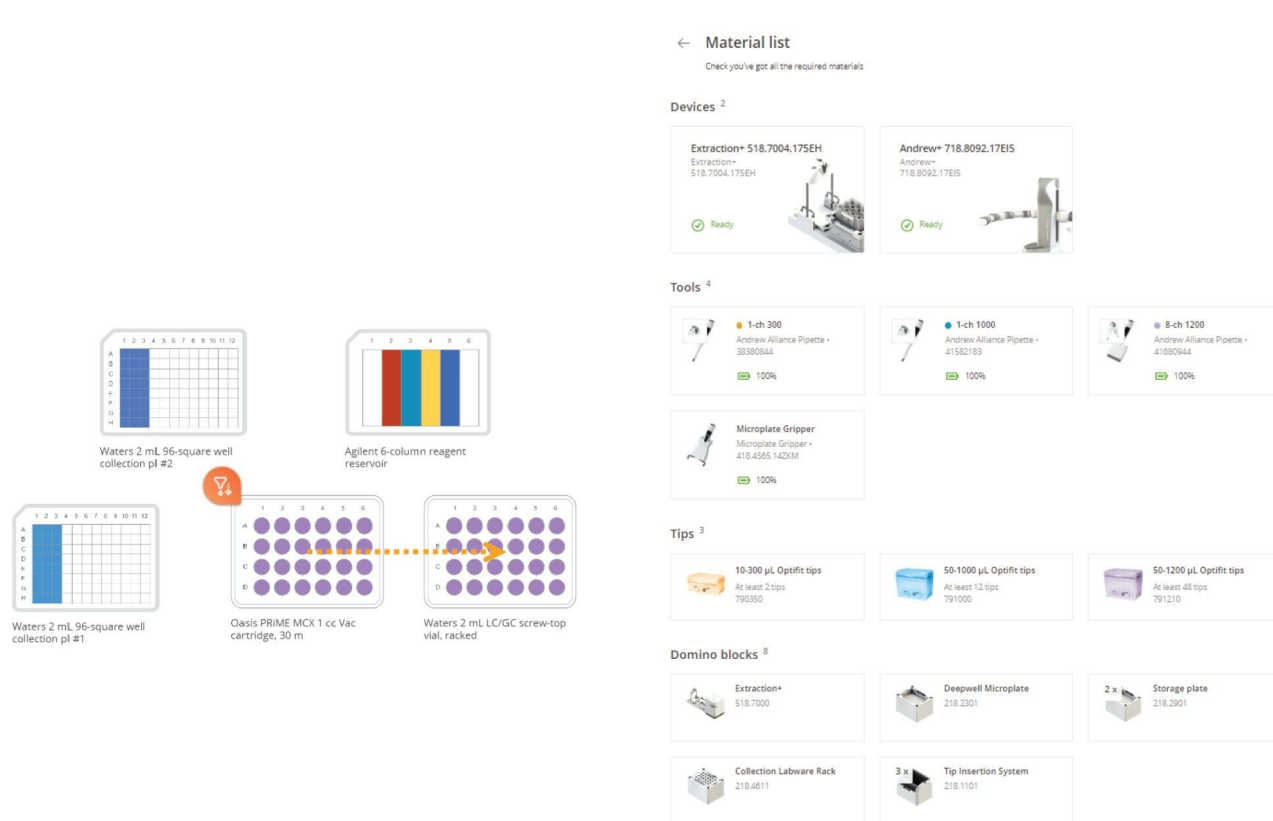 Material list
Check you've got all the required materials
Devices 2
Extraction+ 518.7004.175EH
Extraction+
518.7004.175EH
Ready
Andrew+ 718.8092.17EI5
Andrew+
718.8092.17EI5
Ready
Tools 4
1-ch 300
Andrew Alliance Pipette •
38380844
100%
1-ch 1000
Andrew Alliance Pipette •
41582183
100%
8-ch 1200
Andrew Alliance Pipette •
41680944
100%
Microplate Gripper
Microplate Gripper •
418.4565.14ZKM
100%
Tips 3
10-300 µL Optifit tips
At least 2 tips
790350
50-1000 µL Optifit tips
At least 12 tips
791000
50-1200 µL Optifit tips
At least 48 tips
791210
Domino blocks 8
Extraction+
518.7000
Deepwell Microplate
218.2301
2 x
Storage plate
218.2901
Collection Labware Rack
218.4611
3 x
Tip Insertion System
218.1101
1 2 3 4 5 6 7 8 9 10 11 12
A
B
C
D
E
F
G
H
Waters 2 mL 96-square well
collection pl #2
1 2 3 4 5 6
Agilent 6-column reagent
reservoir
1 2 3 4 5 6 7 8 9 10 11 12
A
B
C
D
E
F
G
H
Waters 2 mL 96-square well
collection pl #1
1 2 3 4 5 6
A
B
C
D
Oasis PRiME MCX 1 cc Vac
cartridge, 30 m
1 2 3 4 5 6
A
B
C
D
Waters 2 mL LC/GC screw-top
vial, racked